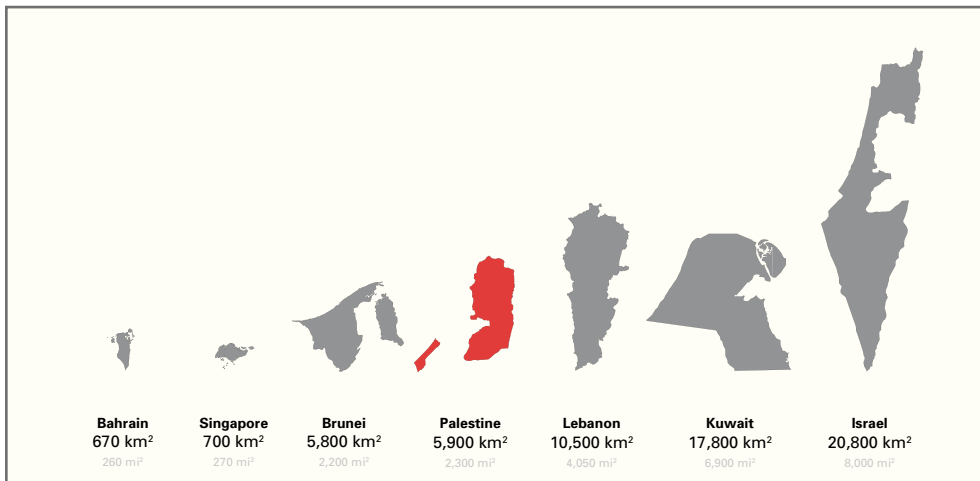 Bahrain
670 km²
260 mi²
Singapore
700 km²
270 mi²
Brunei
5,800 km²
2,200 mi²
Palestine
5,900 km²
2,300 mi²
Lebanon
10,500 km²
4,050 mi²
Kuwait
17,800 km²
6,900 mi²
Israel
20,800 km²
8,000 mi²